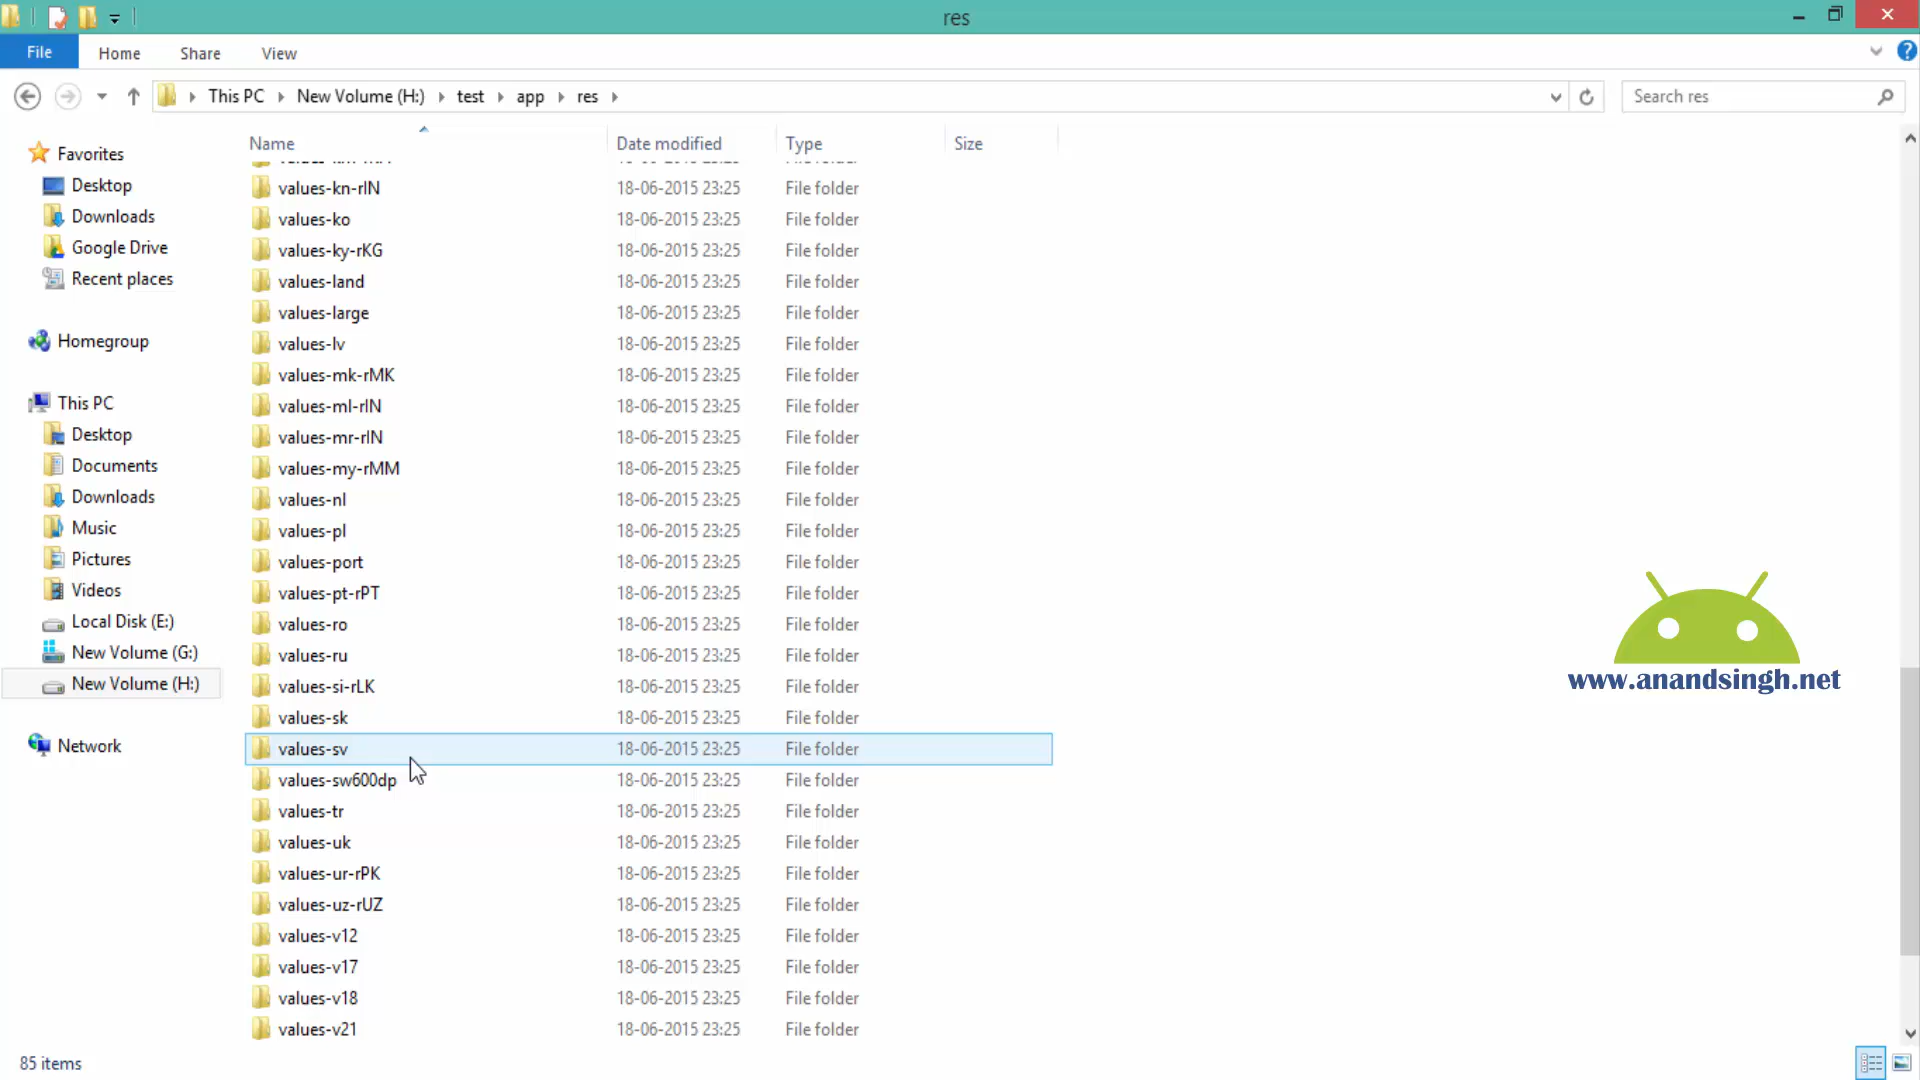 res
File Home Share View
This PC New Volume (H:) test app res
Search res
Name Date modified Type Size
values-kn-rIN 18-06-2015 23:25 File folder
values-ko 18-06-2015 23:25 File folder
values-ky-rKG 18-06-2015 23:25 File folder
values-land 18-06-2015 23:25 File folder
values-large 18-06-2015 23:25 File folder
values-lv 18-06-2015 23:25 File folder
values-mk-rMK 18-06-2015 23:25 File folder
values-ml-rIN 18-06-2015 23:25 File folder
values-mr-rIN 18-06-2015 23:25 File folder
values-my-rMM 18-06-2015 23:25 File folder
values-nl 18-06-2015 23:25 File folder
values-pl 18-06-2015 23:25 File folder
values-port 18-06-2015 23:25 File folder
values-pt-rPT 18-06-2015 23:25 File folder
values-ro 18-06-2015 23:25 File folder
values-ru 18-06-2015 23:25 File folder
values-si-rLK 18-06-2015 23:25 File folder
values-sk 18-06-2015 23:25 File folder
values-sv 18-06-2015 23:25 File folder
values-sw600dp 18-06-2015 23:25 File folder
values-tr 18-06-2015 23:25 File folder
values-uk 18-06-2015 23:25 File folder
values-ur-rPK 18-06-2015 23:25 File folder
values-uz-rUZ 18-06-2015 23:25 File folder
values-v12 18-06-2015 23:25 File folder
values-v17 18-06-2015 23:25 File folder
values-v18 18-06-2015 23:25 File folder
values-v21 18-06-2015 23:25 File folder
Favorites
Desktop
Downloads
Google Drive
Recent places
Homegroup
This PC
Desktop
Documents
Downloads
Music
Pictures
Videos
Local Disk (E:)
New Volume (G:)
New Volume (H:)
Network
www.anandsingh.net
85 items